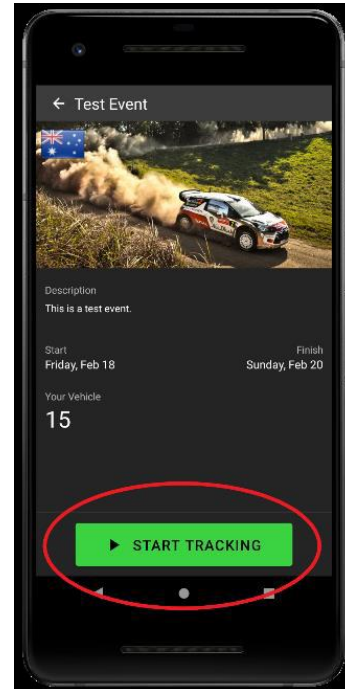 Test Event
Description
This is a test event.
Start
Finish
Friday, Feb 18
Sunday, Feb 20
Your Vehicle
15
START TRACKING